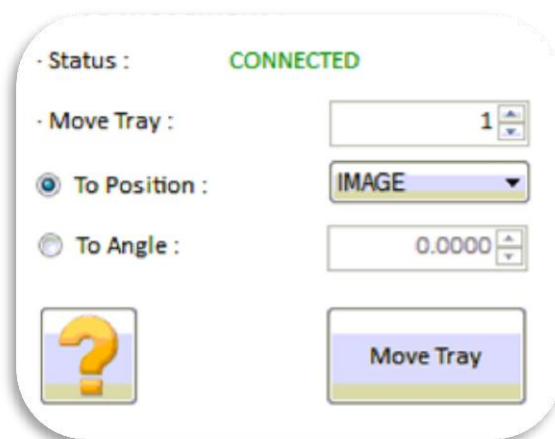 · Status : CONNECTED
· Move Tray : 1
To Position : IMAGE
To Angle : 0.0000
?
Move Tray